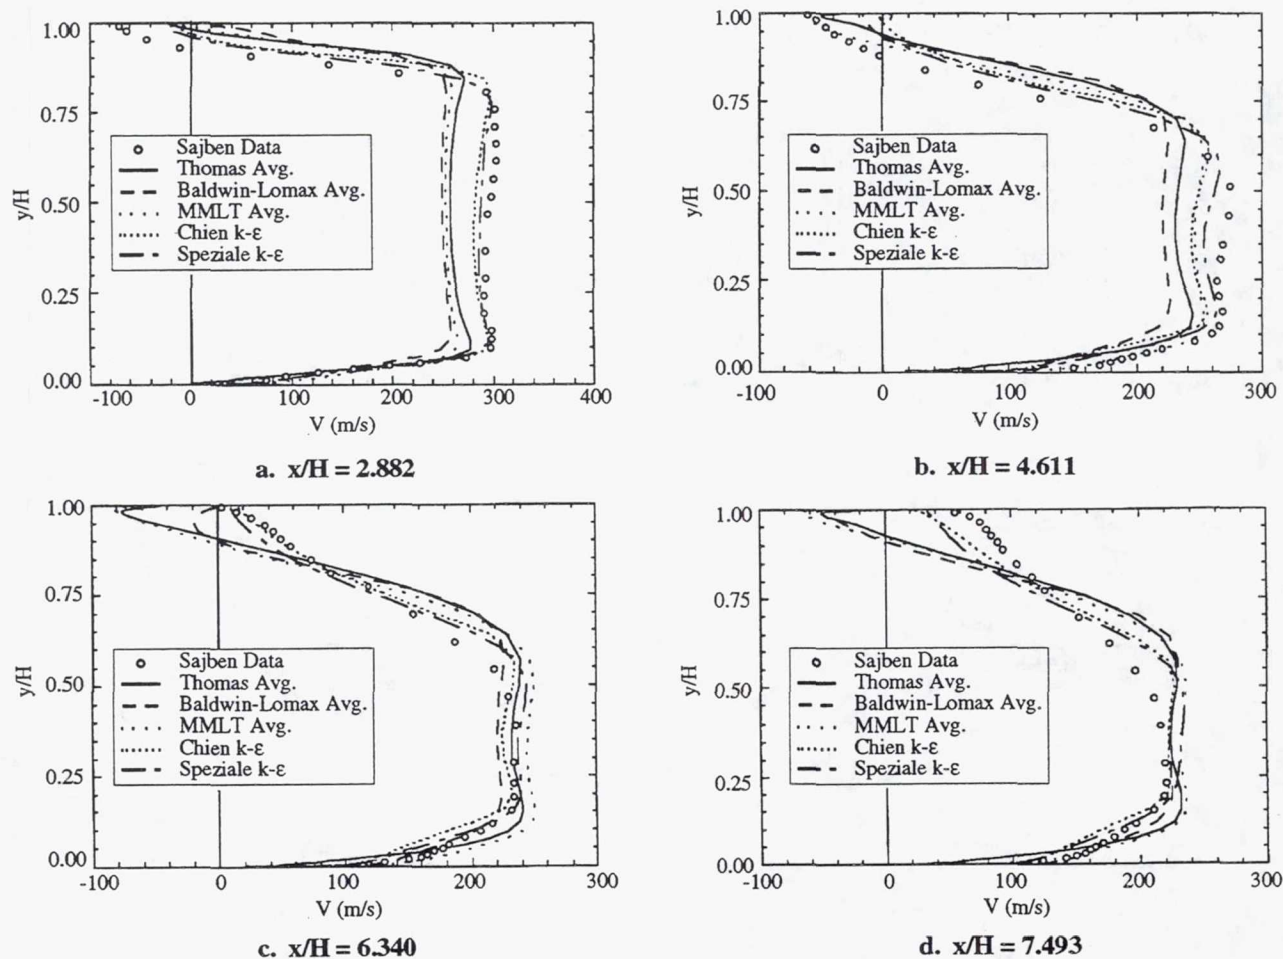 1.00
0.75
0.50
0.25
0.00
y/H
Sajben Data
Thomas Avg.
Baldwin-Lomax Avg.
MMLT Avg.
Chien k-ε
Speziale k-ε
-100 0 100 200 300 400
V (m/s)
a. x/H = 2.882
1.00
0.75
0.50
0.25
0.00
y/H
Sajben Data
Thomas Avg.
Baldwin-Lomax Avg.
MMLT Avg.
Chien k-ε
Speziale k-ε
-100 0 100 200 300
V (m/s)
b. x/H = 4.611
1.00
0.75
0.50
0.25
0.00
y/H
Sajben Data
Thomas Avg.
Baldwin-Lomax Avg.
MMLT Avg.
Chien k-ε
Speziale k-ε
-100 0 100 200 300
V (m/s)
c. x/H = 6.340
1.00
0.75
0.50
0.25
0.00
y/H
Sajben Data
Thomas Avg.
Baldwin-Lomax Avg.
MMLT Avg.
Chien k-ε
Speziale k-ε
-100 0 100 200 300
V (m/s)
d. x/H = 7.493